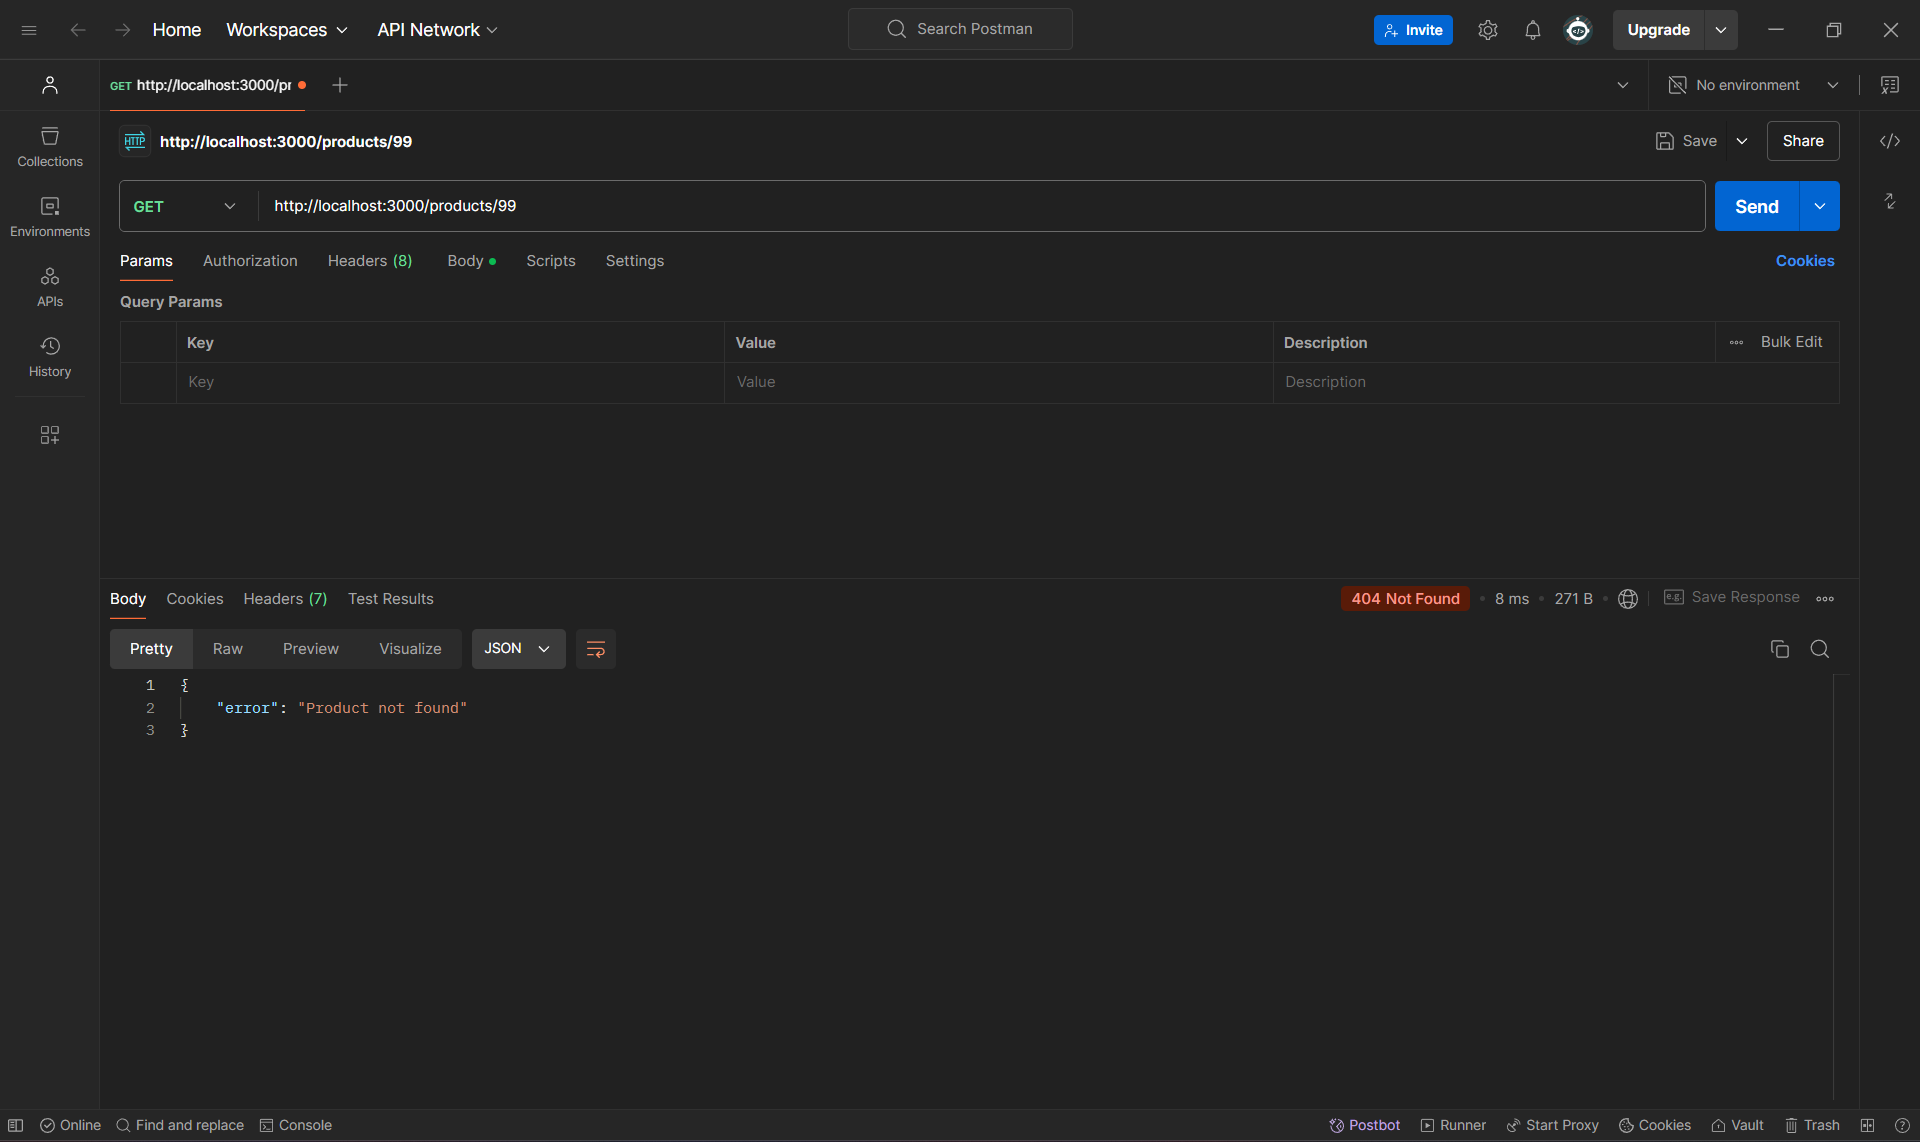 Home Workspaces API Network Search Postman Invite Upgrade
GET http://localhost:3000/pr No environment
HTTP http://localhost:3000/products/99 Save Share
Collections
GET http://localhost:3000/products/99 Send
Environments
Params Authorization Headers (8) Body Scripts Settings Cookies
APIs
Query Params
Key Value Description Bulk Edit
History
Key Value Description
Body Cookies Headers (7) Test Results 404 Not Found 8 ms 271 B e.g. Save Response
Pretty Raw Preview Visualize JSON
1 {
2 "error": "Product not found"
3 }
Online Find and replace Console Postbot Runner Start Proxy Cookies Vault Trash